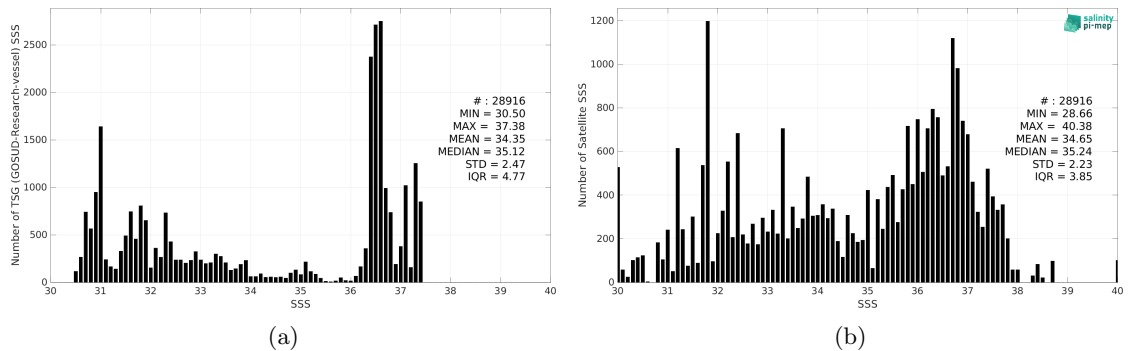 Number of TSG (GOSUD-Research-vessel) SSS
2500
2000
1500
1000
500
0
# : 28916
MIN = 30.50
MAX = 37.38
MEAN = 34.35
MEDIAN = 35.12
STD = 2.47
IQR = 4.77
30 31 32 33 34 35 36 37 38 39 40
SSS
(a)
Number of Satellite SSS
1200
1000
800
600
400
200
0
salinity
pi-mep
# : 28916
MIN = 28.66
MAX = 40.38
MEAN = 34.65
MEDIAN = 35.24
STD = 2.23
IQR = 3.85
30 31 32 33 34 35 36 37 38 39 40
SSS
(b)